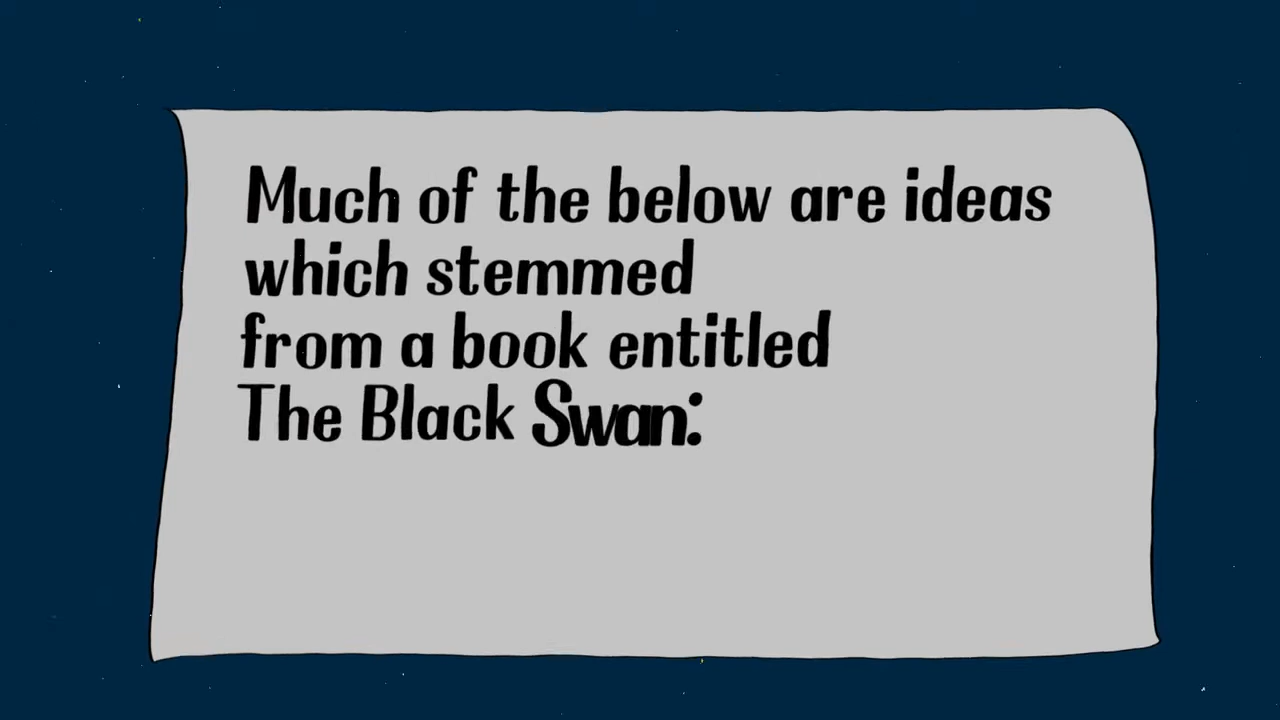 Much of the below are ideas
which stemmed
from a book entitled
The Black Swan: